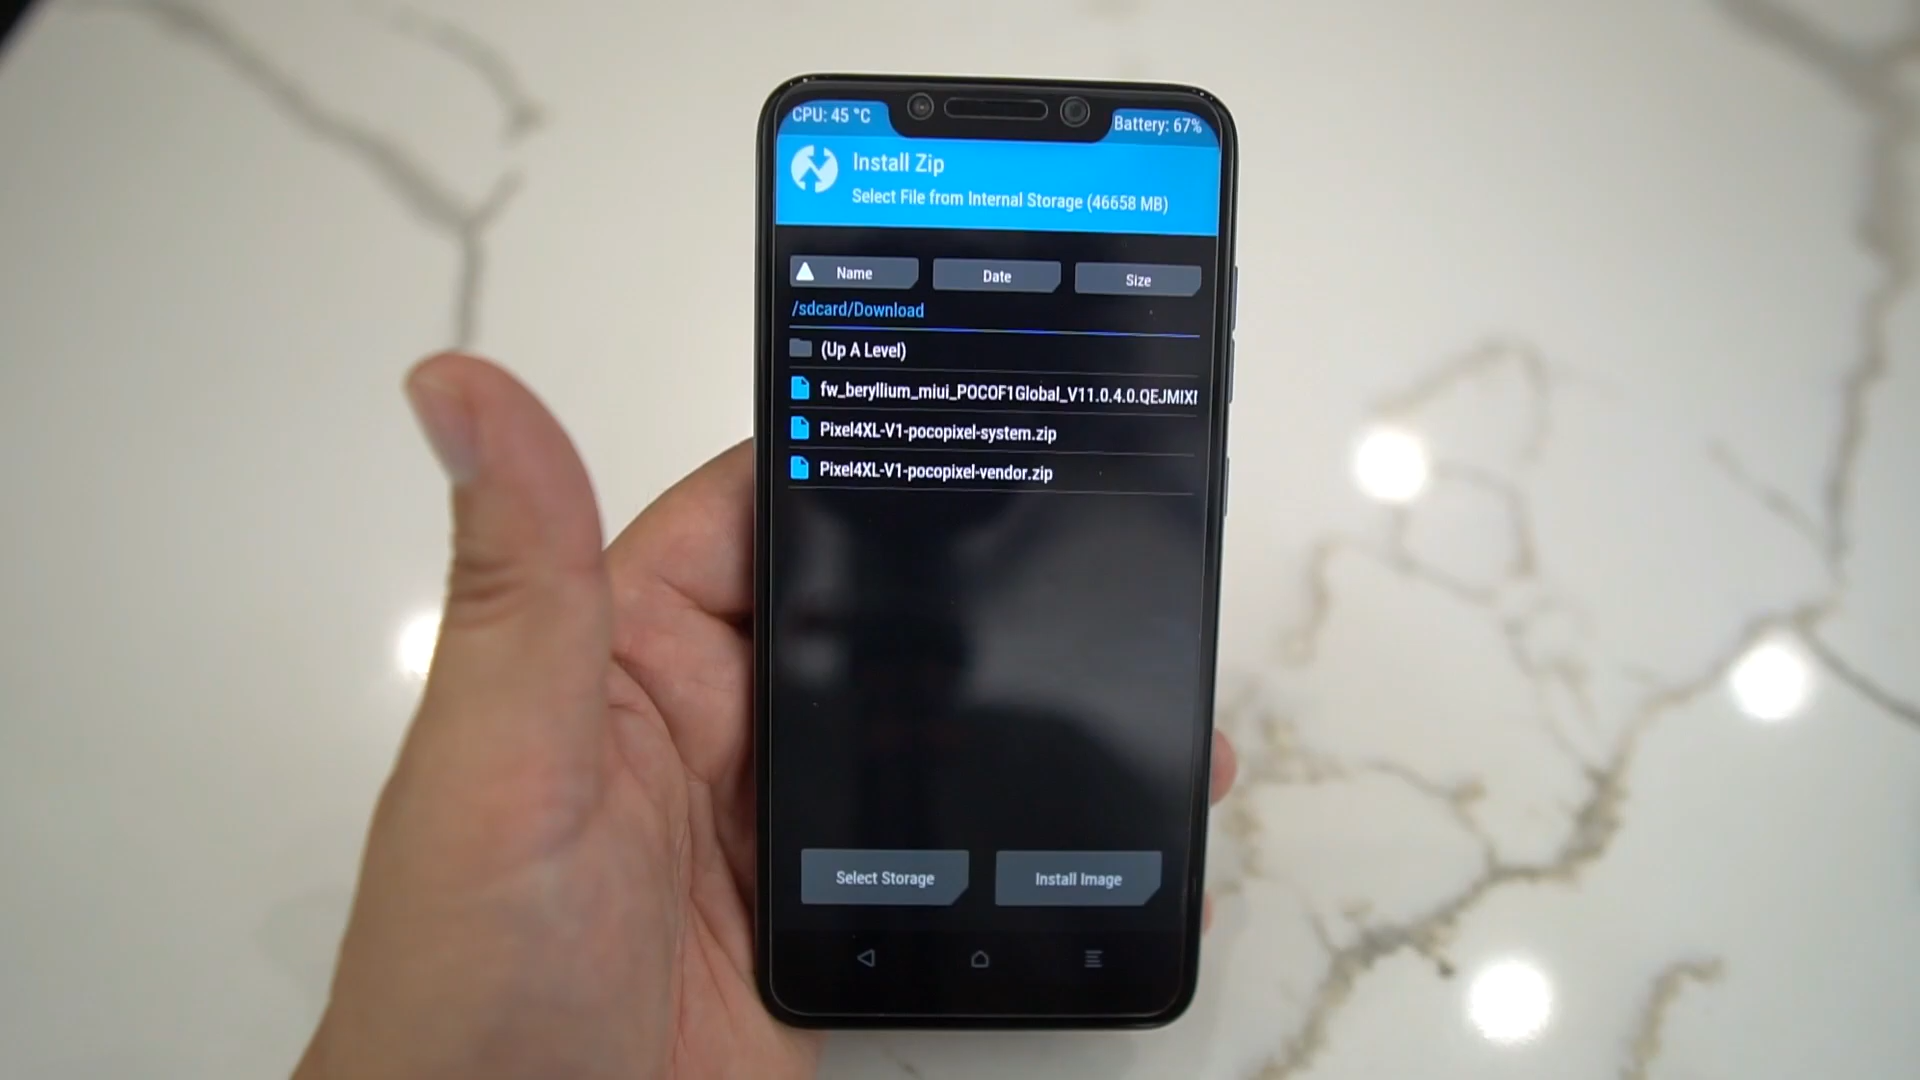 CPU: 45 °C
Battery: 67%
Install Zip
Select File from Internal Storage (46658 MB)
Name
Date
Size
/sdcard/Download
(Up A Level)
fw_beryllium_miui_POCOF1Global_V11.0.4.0.QEJMIXI
Pixel4XL-V1-pocopixel-system.zip
Pixel4XL-V1-pocopixel-vendor.zip
Select Storage
Install Image